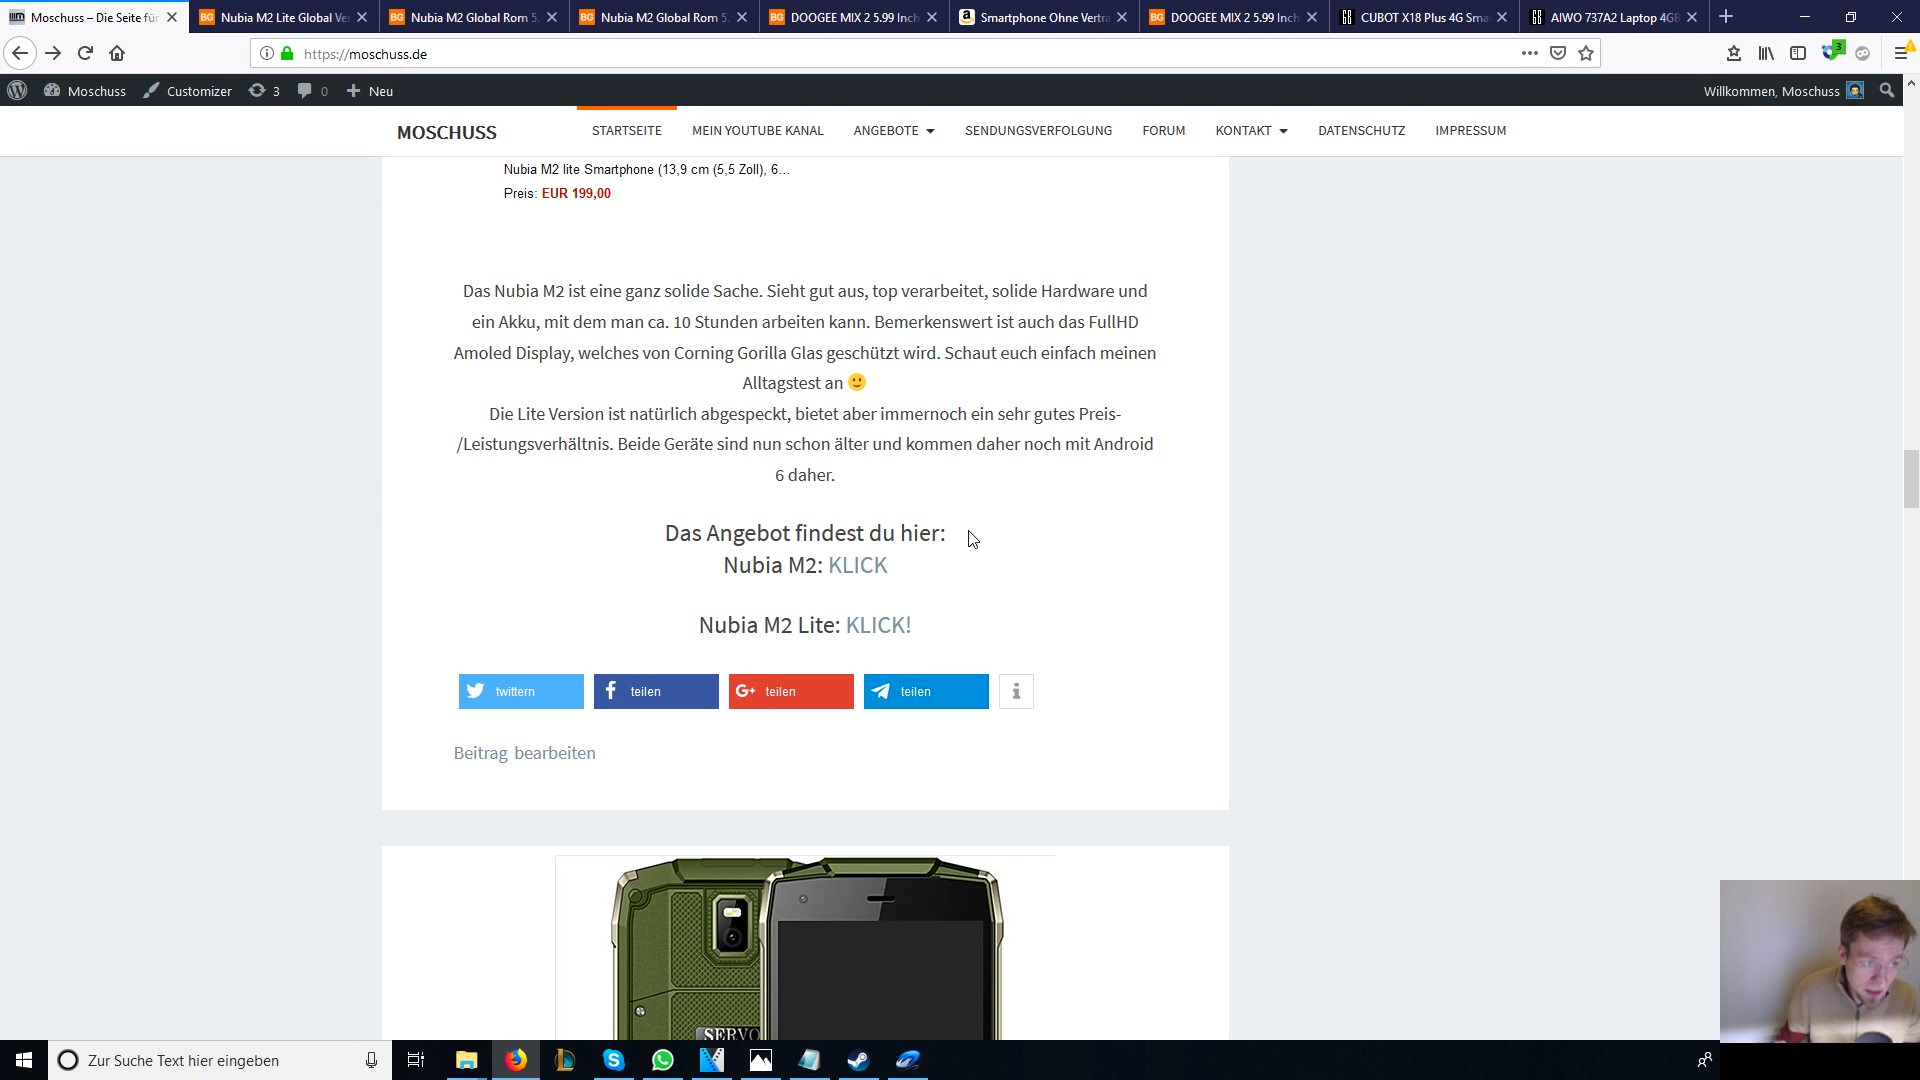 Moschuss – Die Seite für
Nubia M2 Lite Global Ve
Nubia M2 Global Rom 5.
Nubia M2 Global Rom 5.
DOOGEE MIX 2 5.99 Inch
Smartphone Ohne Vertra
DOOGEE MIX 2 5.99 Inch
CUBOT X18 Plus 4G Sma
AIWO 737A2 Laptop 4GB
https://moschuss.de
3
Moschuss
Customizer
3
0
Neu
Willkommen, Moschuss
MOSCHUSS
STARTSEITE
MEIN YOUTUBE KANAL
ANGEBOTE
SENDUNGSVERFOLGUNG
FORUM
KONTAKT
DATENSCHUTZ
IMPRESSUM
Nubia M2 lite Smartphone (13,9 cm (5,5 Zoll), 6...
Preis: EUR 199,00
Das Nubia M2 ist eine ganz solide Sache. Sieht gut aus, top verarbeitet, solide Hardware und
ein Akku, mit dem man ca. 10 Stunden arbeiten kann. Bemerkenswert ist auch das FullHD
Amoled Display, welches von Corning Gorilla Glas geschützt wird. Schaut euch einfach meinen
Alltagstest an 🙂
Die Lite Version ist natürlich abgespeckt, bietet aber immernoch ein sehr gutes Preis-
/Leistungsverhältnis. Beide Geräte sind nun schon älter und kommen daher noch mit Android
6 daher.
Das Angebot findest du hier:
Nubia M2: KLICK
Nubia M2 Lite: KLICK!
twittern
teilen
teilen
teilen
Beitrag bearbeiten
SERVO
Zur Suche Text hier eingeben